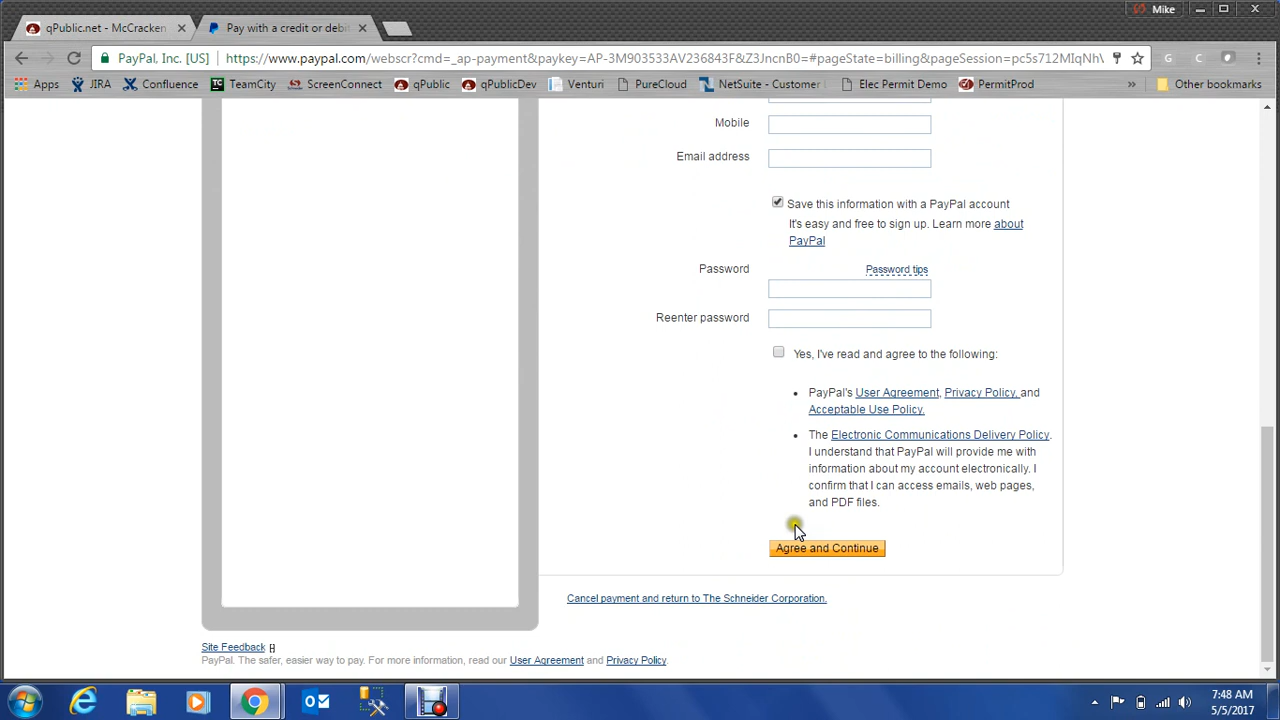 Mike
qPublic.net - McCracken
Pay with a credit or debit
PayPal, Inc. [US]
https://www.paypal.com/webscr?cmd=_ap-payment&paykey=AP-3M903533AV236843F&Z3JncnB0=#pageState=billing&pageSession=pc5s712MIqNhV
Apps JIRA Confluence TeamCity ScreenConnect qPublic qPublicDev Venturi PureCloud NetSuite - Customer Elec Permit Demo PermitProd » Other bookmarks
Mobile
Email address
Save this information with a PayPal account
It's easy and free to sign up. Learn more about
PayPal
Password Password tips
Reenter password
Yes, I've read and agree to the following:
• PayPal's User Agreement, Privacy Policy, and
Acceptable Use Policy.
• The Electronic Communications Delivery Policy.
I understand that PayPal will provide me with
information about my account electronically. I
confirm that I can access emails, web pages,
and PDF files.
Agree and Continue
Cancel payment and return to The Schneider Corporation.
Site Feedback [-]
PayPal. The safer, easier way to pay. For more information, read our User Agreement and Privacy Policy.
7:48 AM
5/5/2017